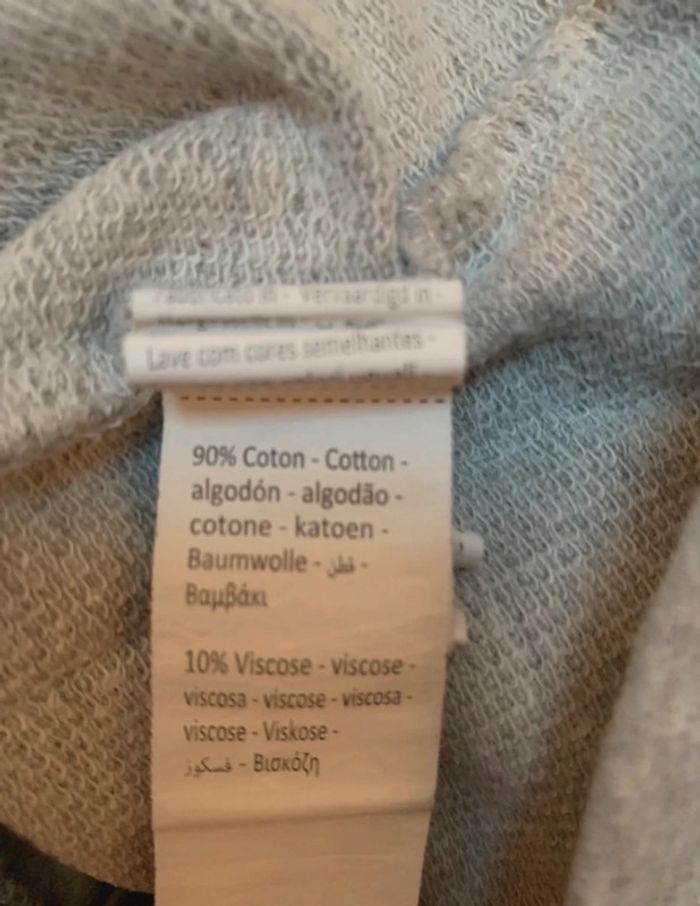 Fabricado in - Vervaardigd in -
Lave com cores semelhantes -
90% Coton - Cotton -
algodón - algodão -
cotone - katoen -
Baumwolle - قطن -
Βαμβάκι
10% Viscose - viscose -
viscosa - viscose - viscosa -
viscose - Viskose -
فسكوز - Βισκόζη